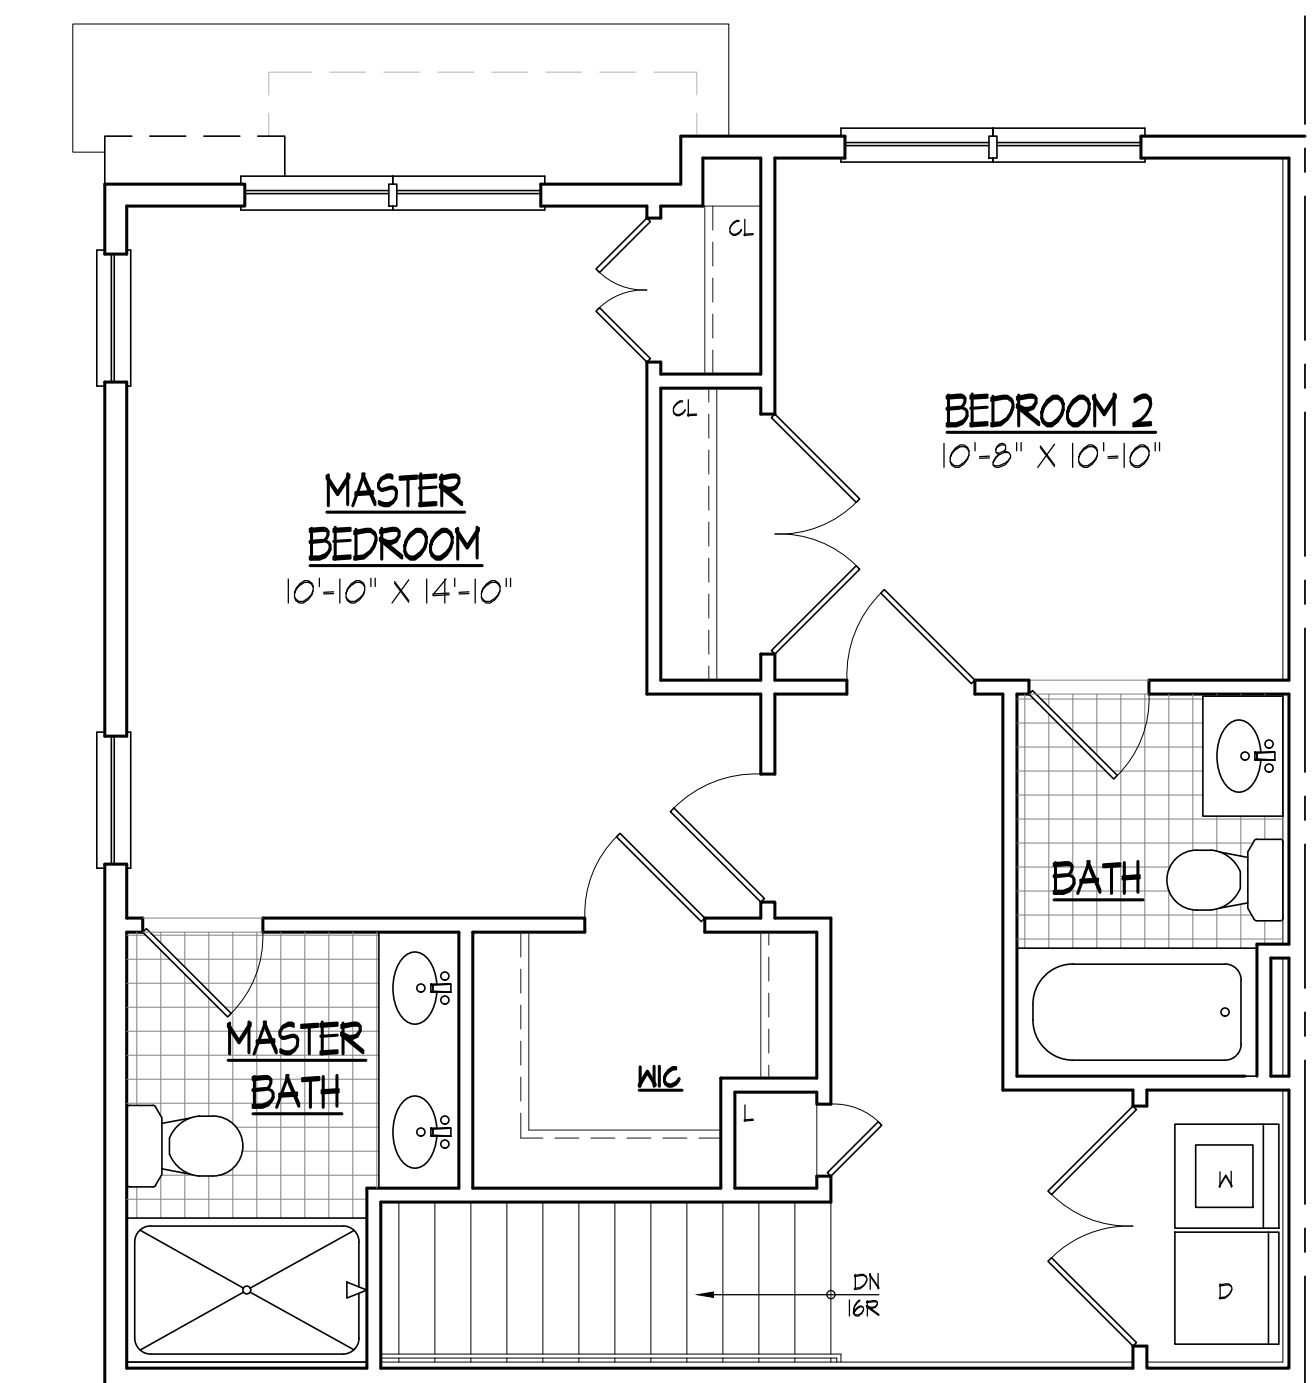 CL
CL
BEDROOM 2
10'-8" X 10'-10"
MASTER
BEDROOM
10'-10" X 14'-10"
BATH
MASTER
BATH
WIC
L
W
D
DN
16R